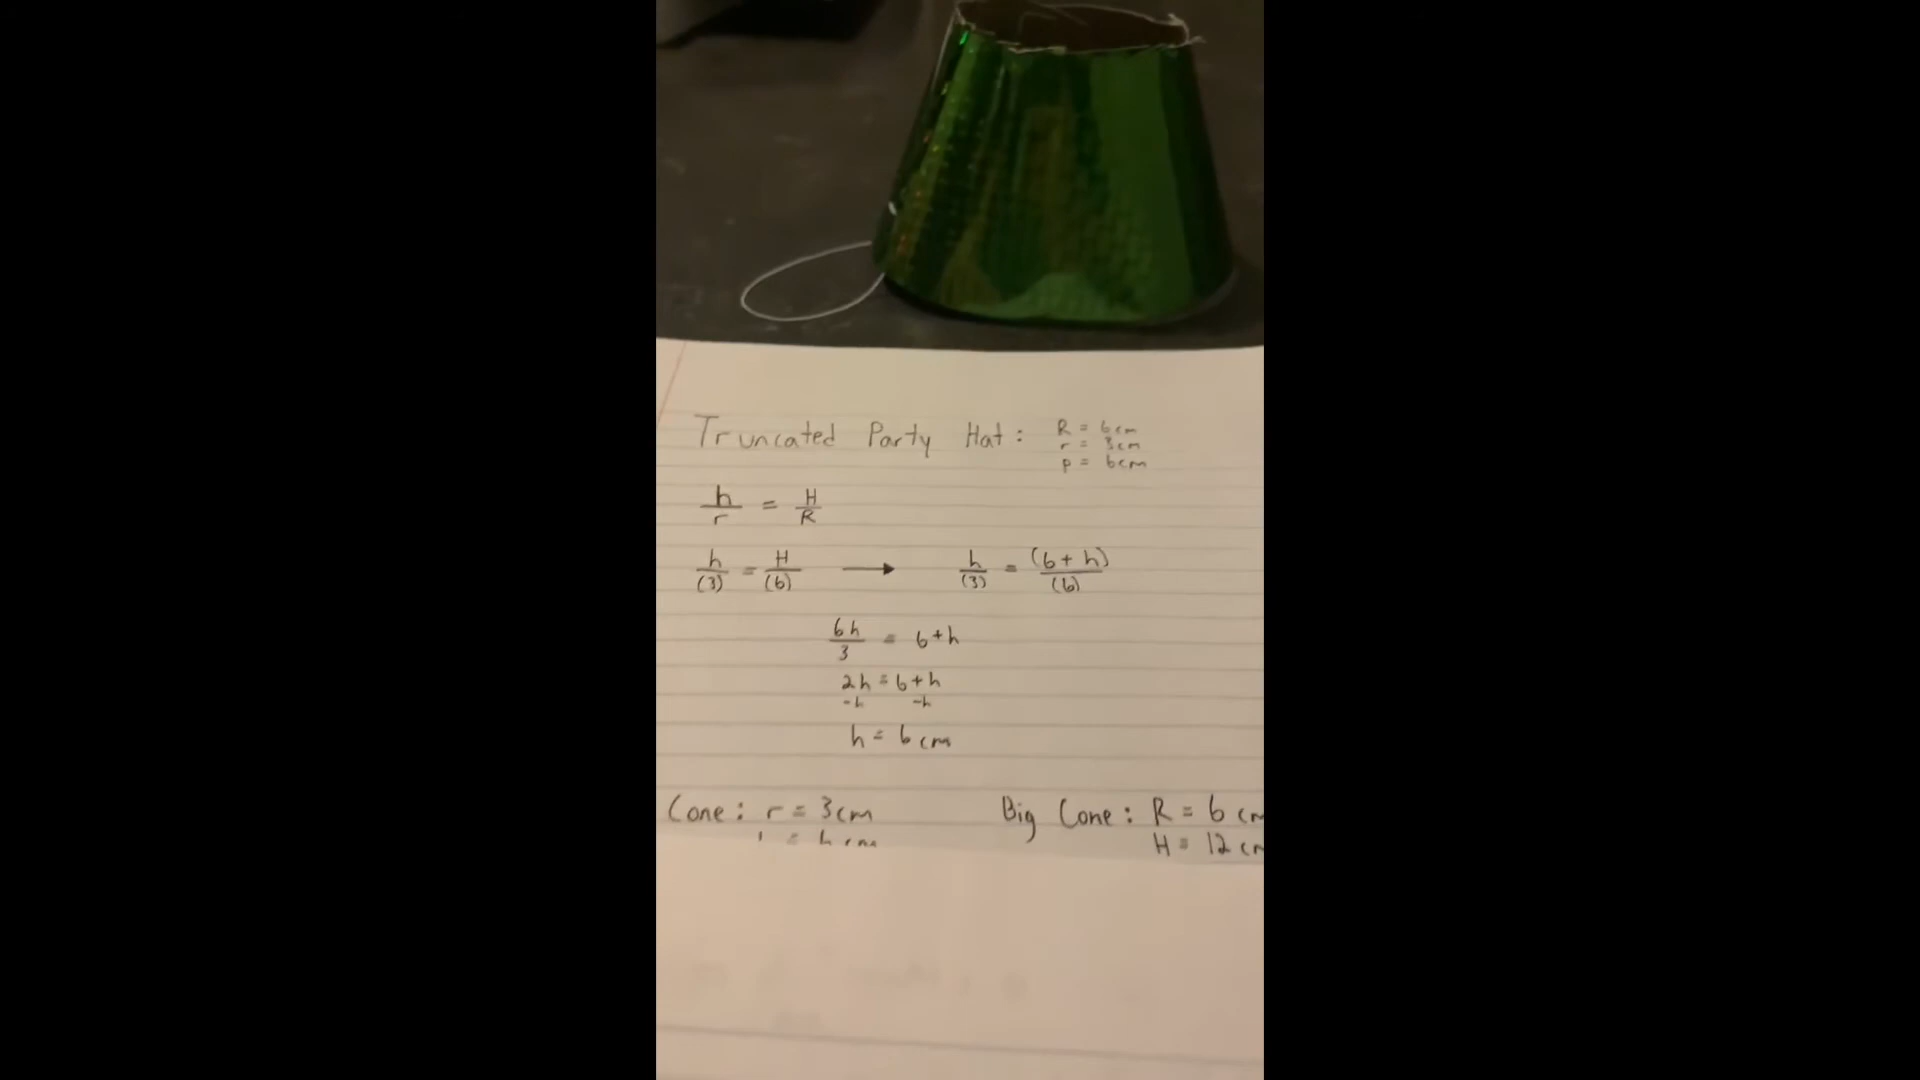 Truncated Party Hat: R = 6cm
r = 3cm
p = 6cm
h/r = H/R
h/(3) = H/(6) → h/(3) = (6+h)/(6)
6h/3 = 6+h
2h = 6+h
-h -h
h = 6cm
Cone: r = 3cm Big Cone: R = 6 cm
H = 12 cm